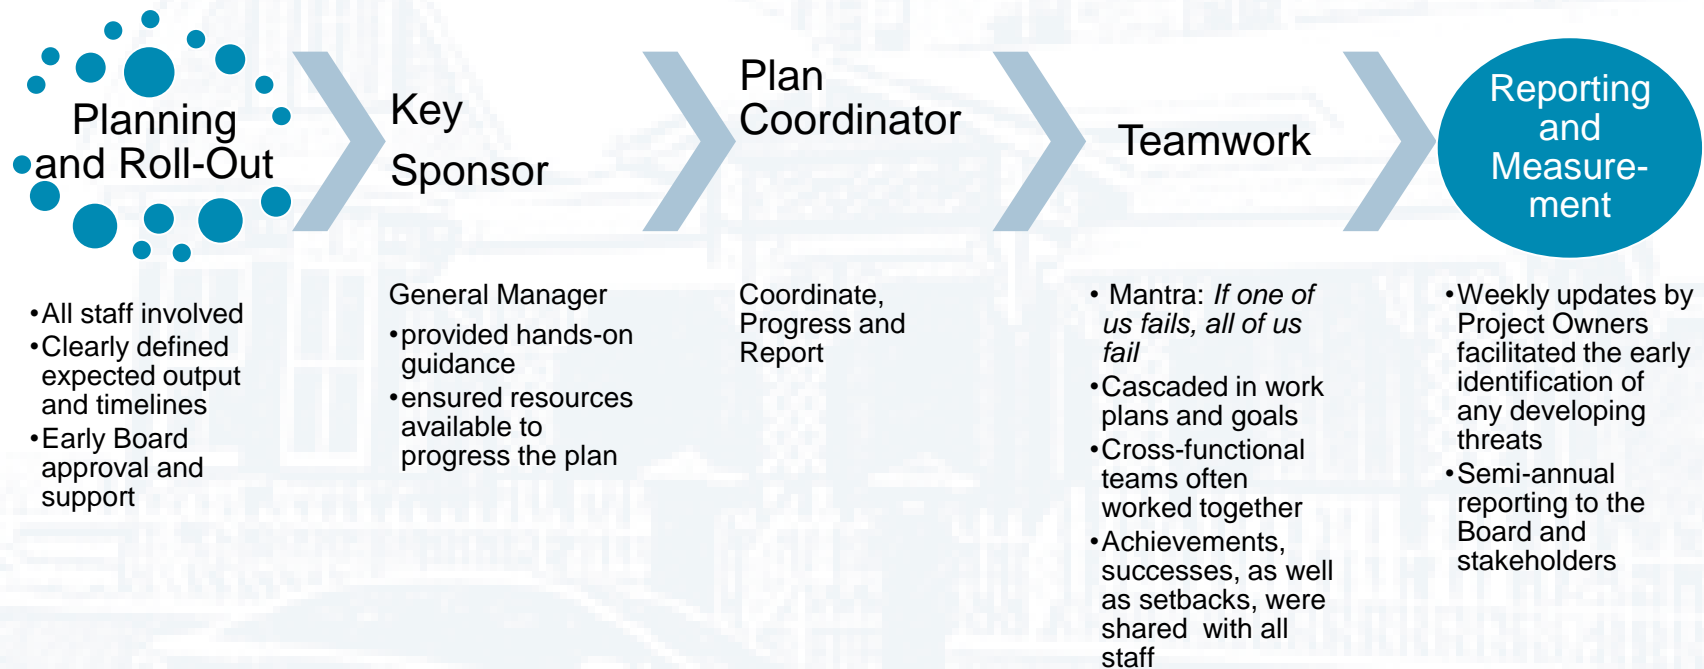 Planning
and Roll-Out
•All staff involved
•Clearly defined
expected output
and timelines
•Early Board
approval and
support
Key
Sponsor
General Manager
•provided hands-on
guidance
•ensured resources
available to
progress the plan
Plan
Coordinator
Coordinate,
Progress and
Report
Teamwork
• Mantra: If one of
us fails, all of us
fail
•Cascaded in work
plans and goals
•Cross-functional
teams often
worked together
•Achievements,
successes, as well
as setbacks, were
shared with all
staff
Reporting
and
Measure-
ment
•Weekly updates by
Project Owners
facilitated the early
identification of
any developing
threats
•Semi-annual
reporting to the
Board and
stakeholders